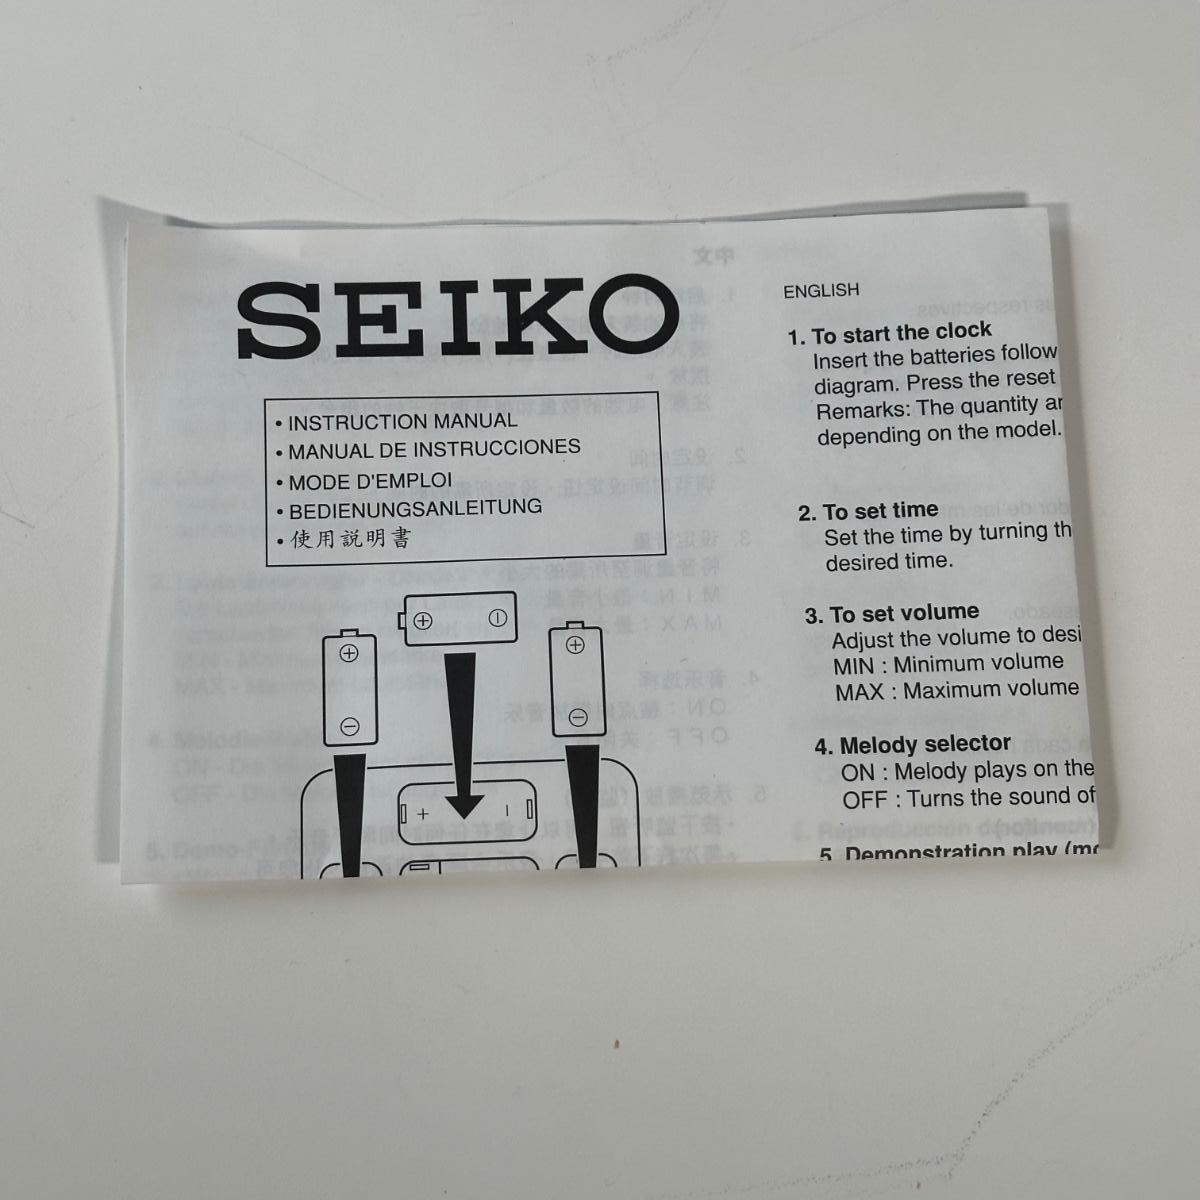 SEIKO
• INSTRUCTION MANUAL
• MANUAL DE INSTRUCCIONES
• MODE D'EMPLOI
• BEDIENUNGSANLEITUNG
• 使用説明書
ENGLISH
1. To start the clock
Insert the batteries follow
diagram. Press the reset
Remarks: The quantity ar
depending on the model.
2. To set time
Set the time by turning th
desired time.
3. To set volume
Adjust the volume to desi
MIN : Minimum volume
MAX : Maximum volume
4. Melody selector
ON : Melody plays on the
OFF : Turns the sound of
5. Demonstration play (mo